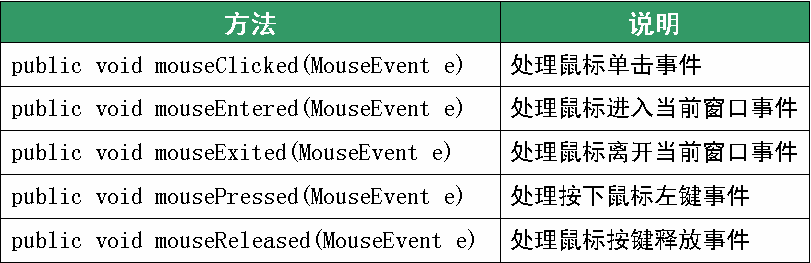 方法 说明
public void mouseClicked(MouseEvent e) 处理鼠标单击事件
public void mouseEntered(MouseEvent e) 处理鼠标进入当前窗口事件
public void mouseExited(MouseEvent e) 处理鼠标离开当前窗口事件
public void mousePressed(MouseEvent e) 处理按下鼠标左键事件
public void mouseReleased(MouseEvent e) 处理鼠标按键释放事件